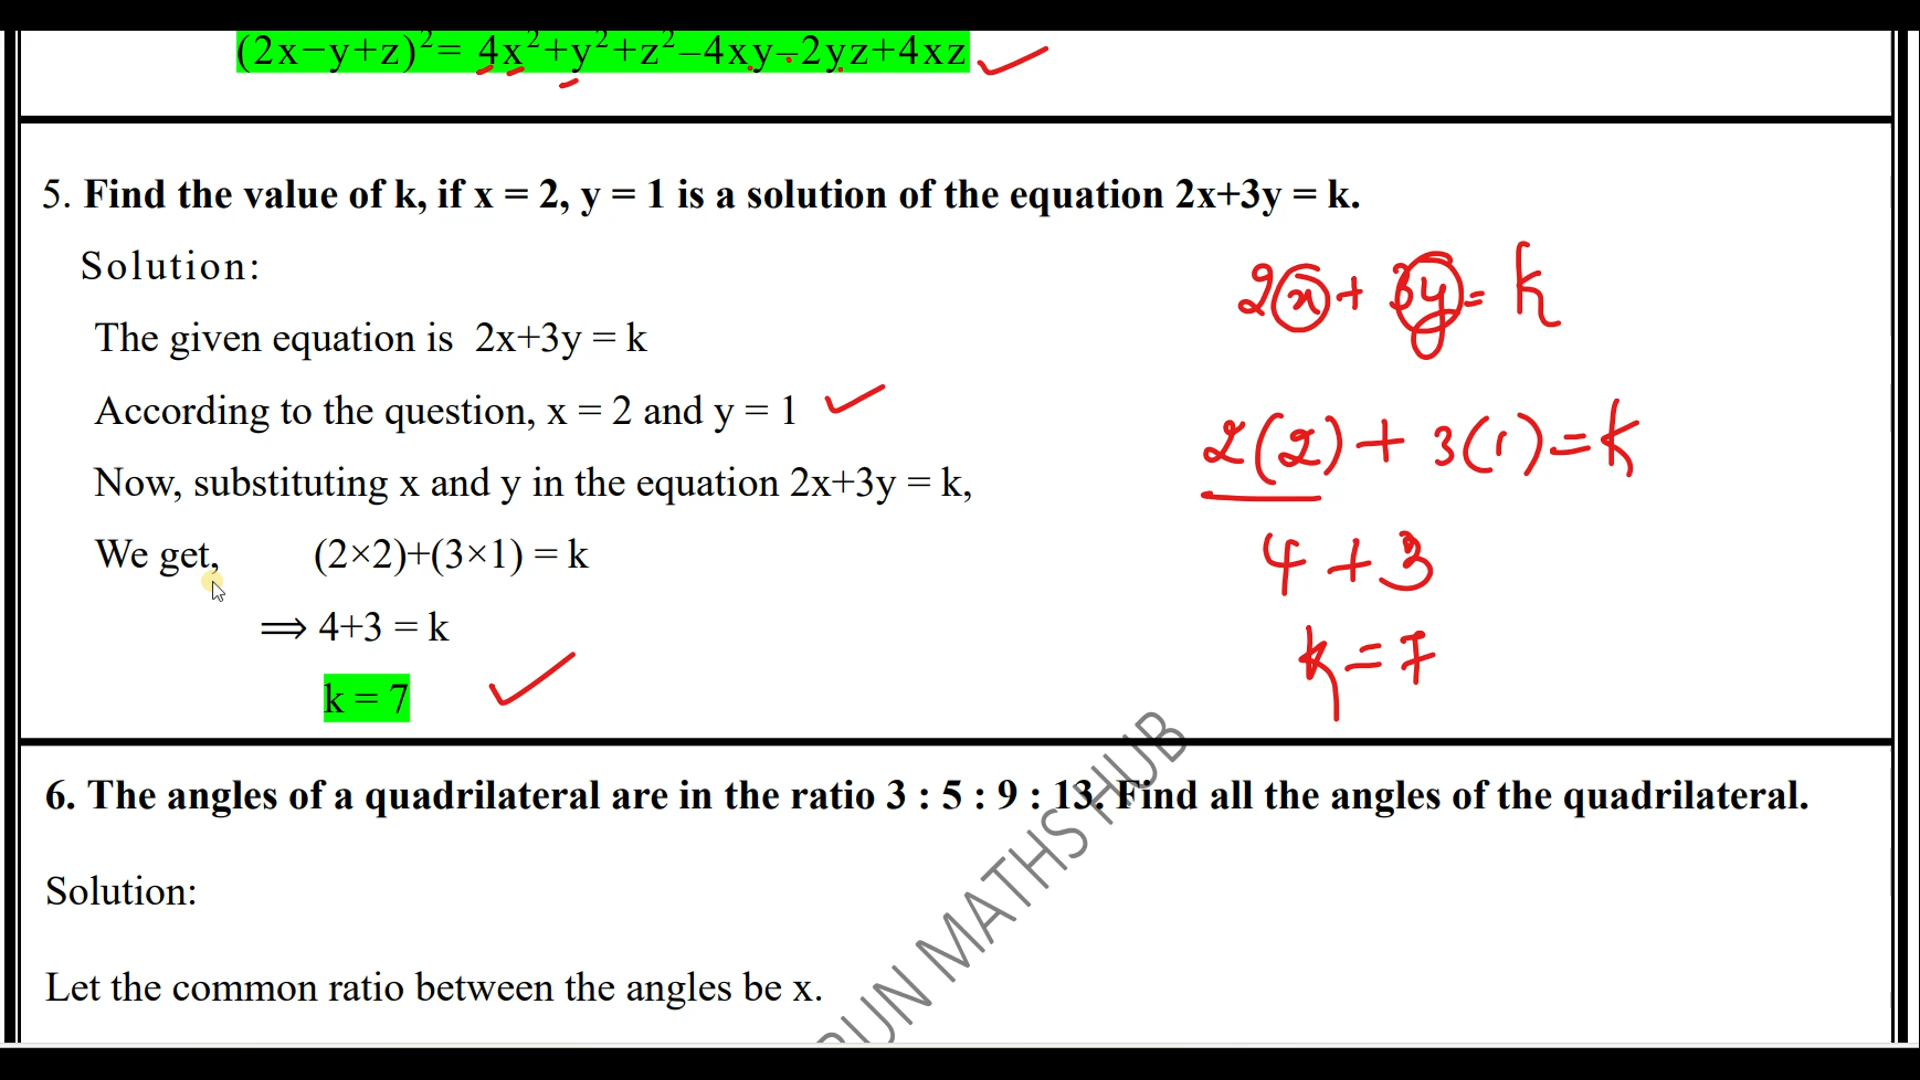 (2x−y+z)²= 4x²+y²+z²−4xy−2yz+4xz
5. Find the value of k, if x = 2, y = 1 is a solution of the equation 2x+3y = k.
Solution:
2x + 3y = k
The given equation is 2x+3y = k
According to the question, x = 2 and y = 1
2(2) + 3(1) = k
Now, substituting x and y in the equation 2x+3y = k,
We get, (2×2)+(3×1) = k
4 + 3
⟹ 4+3 = k
k = 7
k = 7
6. The angles of a quadrilateral are in the ratio 3 : 5 : 9 : 13. Find all the angles of the quadrilateral.
Solution:
Let the common ratio between the angles be x.
RUN MATHS HUB